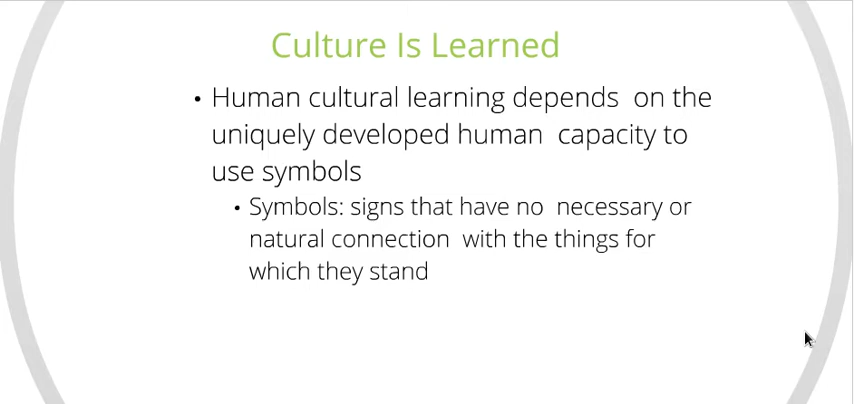 Culture Is Learned
• Human cultural learning depends  on the
uniquely developed human  capacity to
use symbols
• Symbols: signs that have no  necessary or
natural connection  with the things for
which they stand